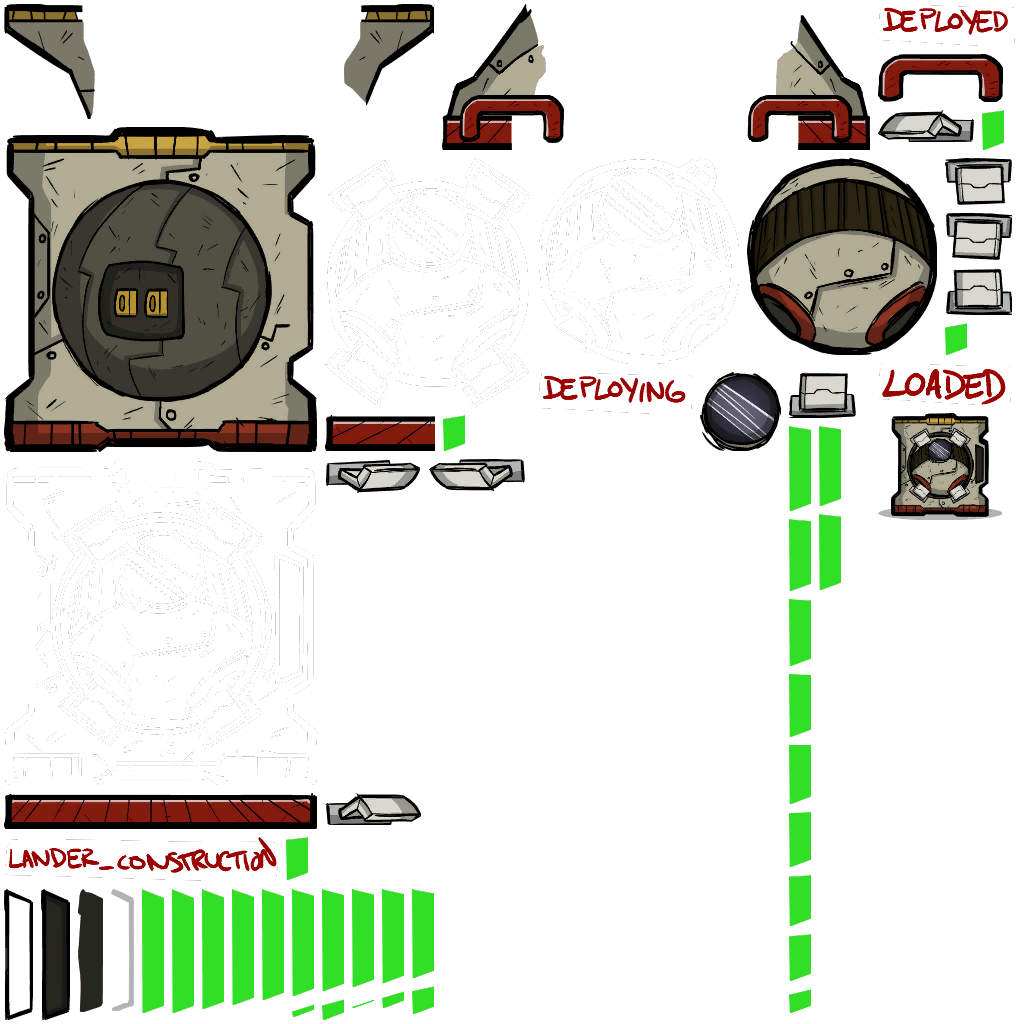 DEPLOYED
DEPLOYING
LOADED
LANDER_CONSTRUCTION